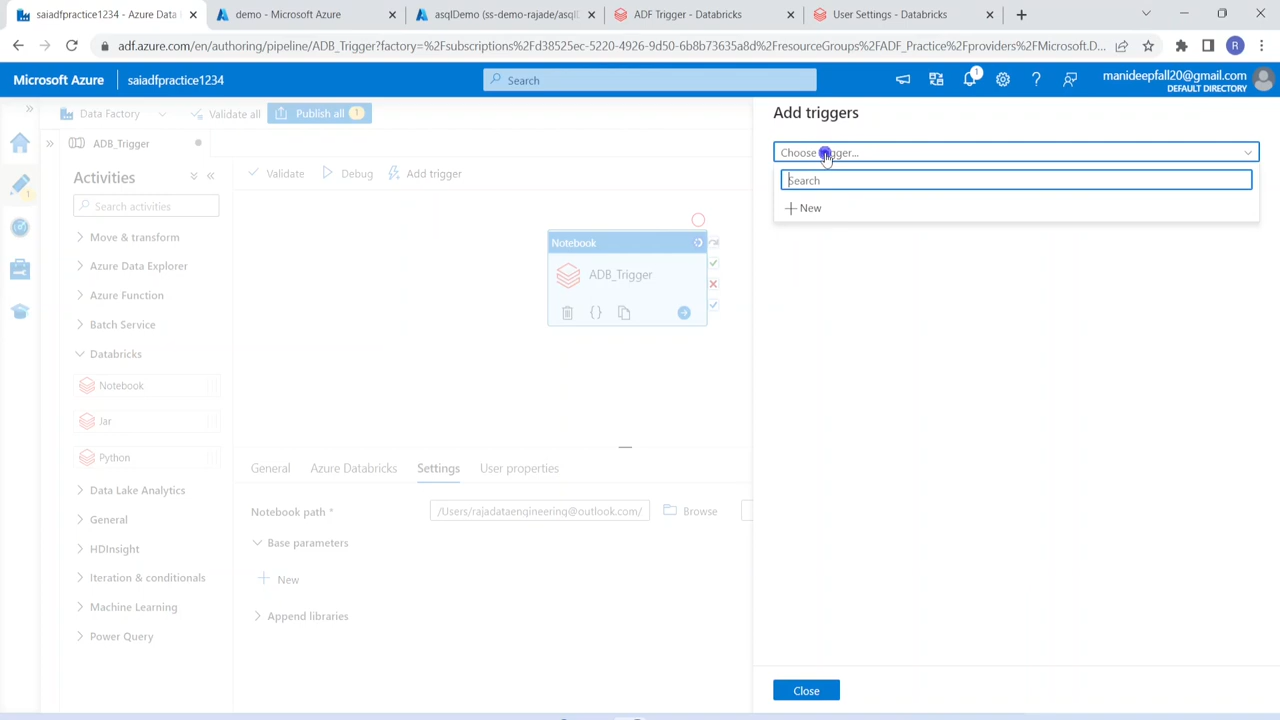 saiadfpractice1234 - Azure Data
demo - Microsoft Azure
asqlDemo (ss-demo-rajade/asql
ADF Trigger - Databricks
User Settings - Databricks
adf.azure.com/en/authoring/pipeline/ADB_Trigger?factory=%2Fsubscriptions%2Fd38525ec-5220-4926-9d50-6b8b73635a8d%2FresourceGroups%2FADF_Practice%2Fproviders%2FMicrosoft.D...
R
Microsoft Azure
saiadfpractice1234
Search
1
manideepfall20@gmail.com
DEFAULT DIRECTORY
Data Factory
Validate all
Publish all 1
Add triggers
ADB_Trigger
Activities
Validate
Debug
Add trigger
Search activities
Move & transform
Azure Data Explorer
Azure Function
Batch Service
Databricks
Notebook
Jar
Python
Data Lake Analytics
General
HDInsight
Iteration & conditionals
Machine Learning
Power Query
Notebook
ADB_Trigger
General
Azure Databricks
Settings
User properties
Notebook path *
/Users/rajadataengineering@outlook.com/
Browse
Base parameters
New
Append libraries
Choose trigger...
Search
New
Close